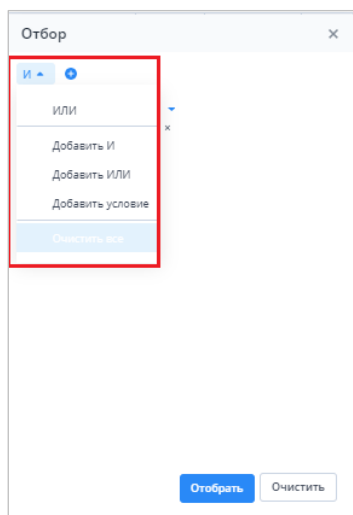 Отбор
И
ИЛИ
Добавить И
Добавить ИЛИ
Добавить условие
Очистить все
Отобрать Очистить